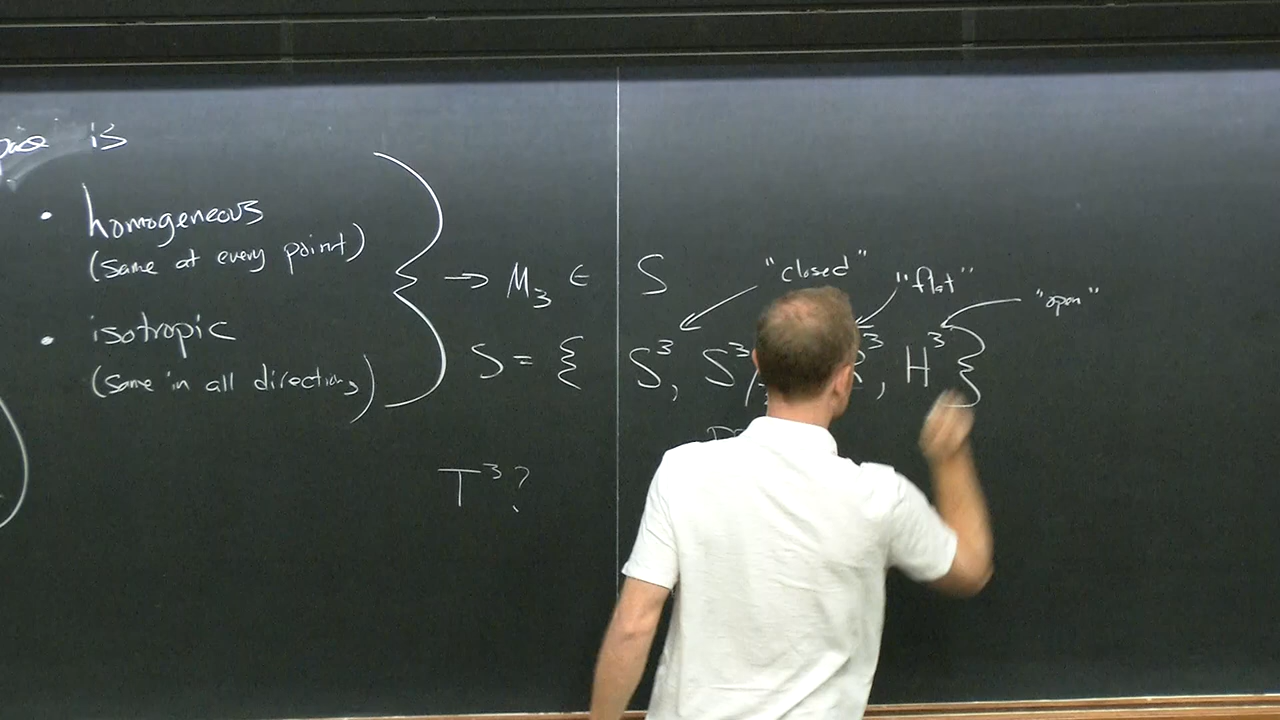 is
• homogeneous
(same at every point)
• isotropic
(same in all directions)
→ M₃ ∈ S
"closed"
"flat"
"open"
S = { S³, S³/ ³, H³ }
T³?